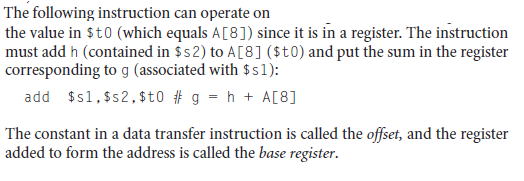 The following instruction can operate on
the value in $t0 (which equals A[8]) since it is in a register. The instruction
must add h (contained in $s2) to A[8] ($t0) and put the sum in the register
corresponding to g (associated with $s1):
add $s1,$s2,$t0 # g = h + A[8]
The constant in a data transfer instruction is called the offset, and the register
added to form the address is called the base register.